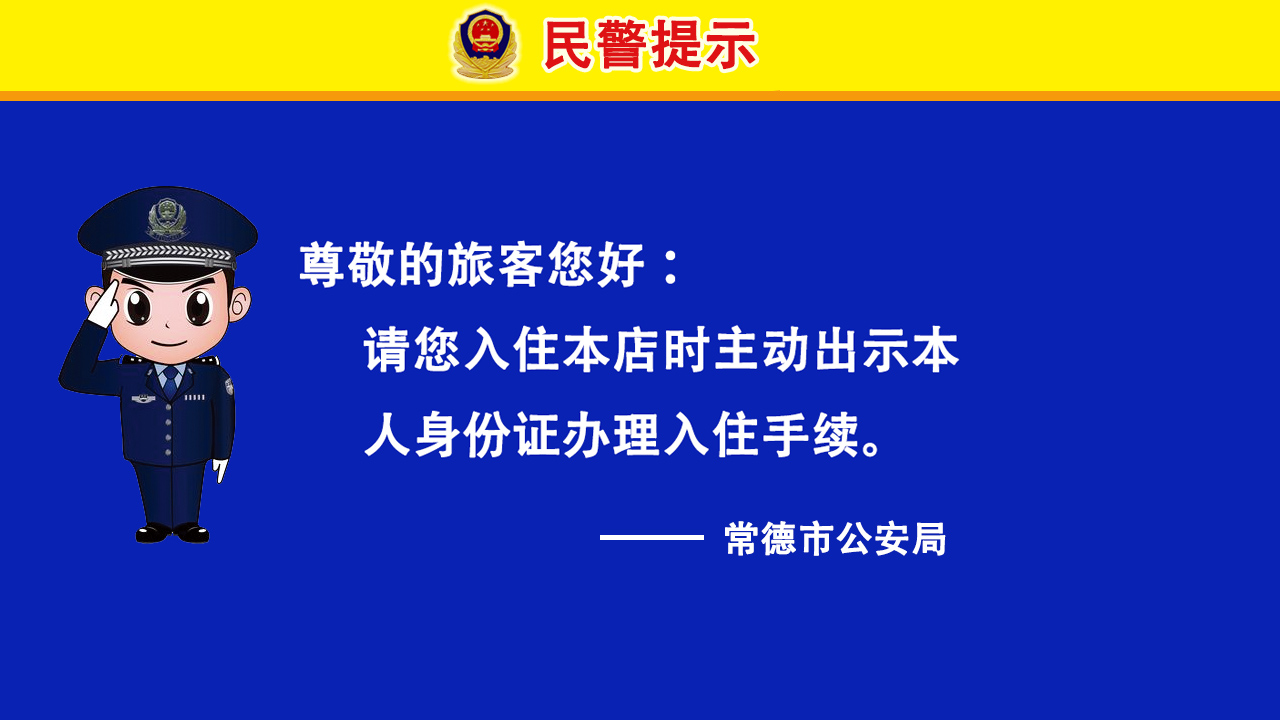 民警提示
尊敬的旅客您好：
请您入住本店时主动出示本
人身份证办理入住手续。
—— 常德市公安局